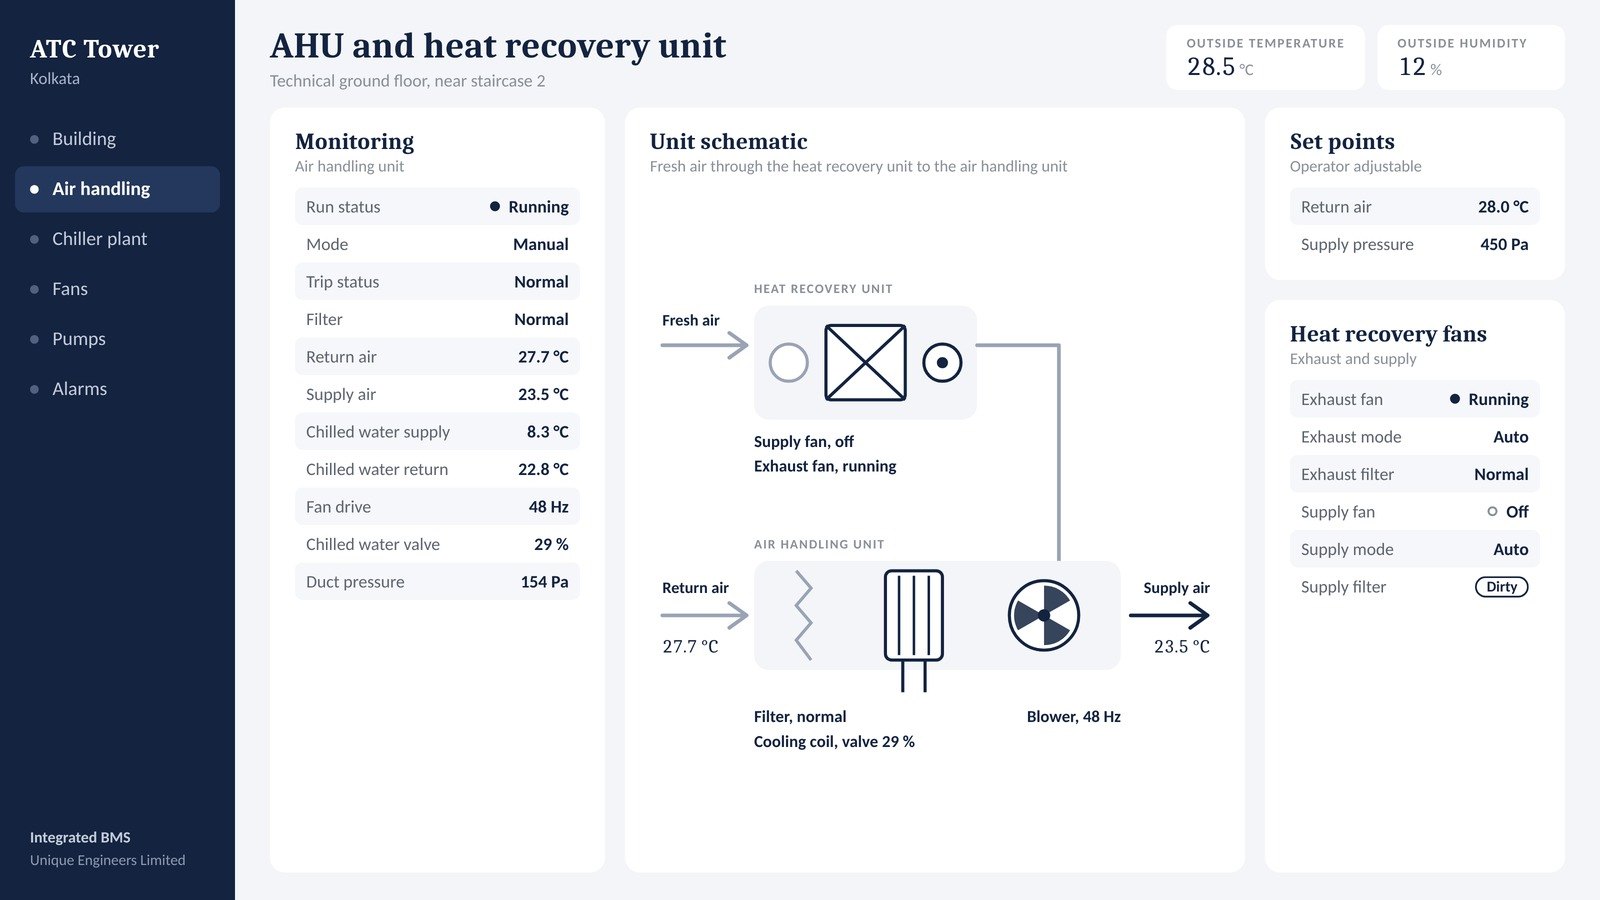 ATC Tower
Kolkata
Building
Air handling
Chiller plant
Fans
Pumps
Alarms
Integrated BMS
Unique Engineers Limited
AHU and heat recovery unit
Technical ground floor, near staircase 2
OUTSIDE TEMPERATURE
28.5 °C
OUTSIDE HUMIDITY
12 %
Monitoring
Air handling unit
Run status Running
Mode Manual
Trip status Normal
Filter Normal
Return air 27.7 °C
Supply air 23.5 °C
Chilled water supply 8.3 °C
Chilled water return 22.8 °C
Fan drive 48 Hz
Chilled water valve 29 %
Duct pressure 154 Pa
Unit schematic
Fresh air through the heat recovery unit to the air handling unit
HEAT RECOVERY UNIT
Fresh air
Supply fan, off
Exhaust fan, running
AIR HANDLING UNIT
Return air
27.7 °C
Supply air
23.5 °C
Filter, normal
Blower, 48 Hz
Cooling coil, valve 29 %
Set points
Operator adjustable
Return air 28.0 °C
Supply pressure 450 Pa
Heat recovery fans
Exhaust and supply
Exhaust fan Running
Exhaust mode Auto
Exhaust filter Normal
Supply fan Off
Supply mode Auto
Supply filter Dirty